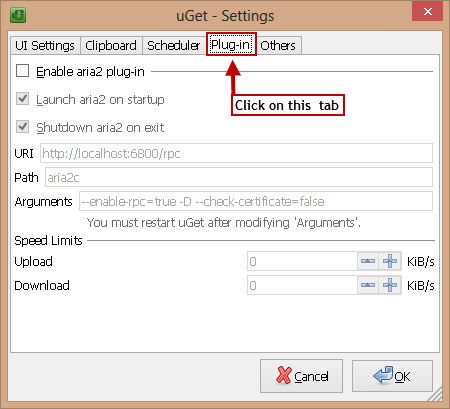 uGet - Settings
UI Settings Clipboard Scheduler Plug-in Others
Enable aria2 plug-in
Click on this tab
Launch aria2 on startup
Shutdown aria2 on exit
URI http://localhost:6800/rpc
Path aria2c
Arguments --enable-rpc=true -D --check-certificate=false
You must restart uGet after modifying 'Arguments'.
Speed Limits
Upload 0 KiB/s
Download 0 KiB/s
Cancel OK